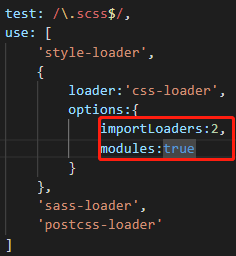 test: /\.scss$/,
use: [
'style-loader',
{
loader:'css-loader',
options:{
importLoaders:2,
modules:true
}
},
'sass-loader',
'postcss-loader'
]